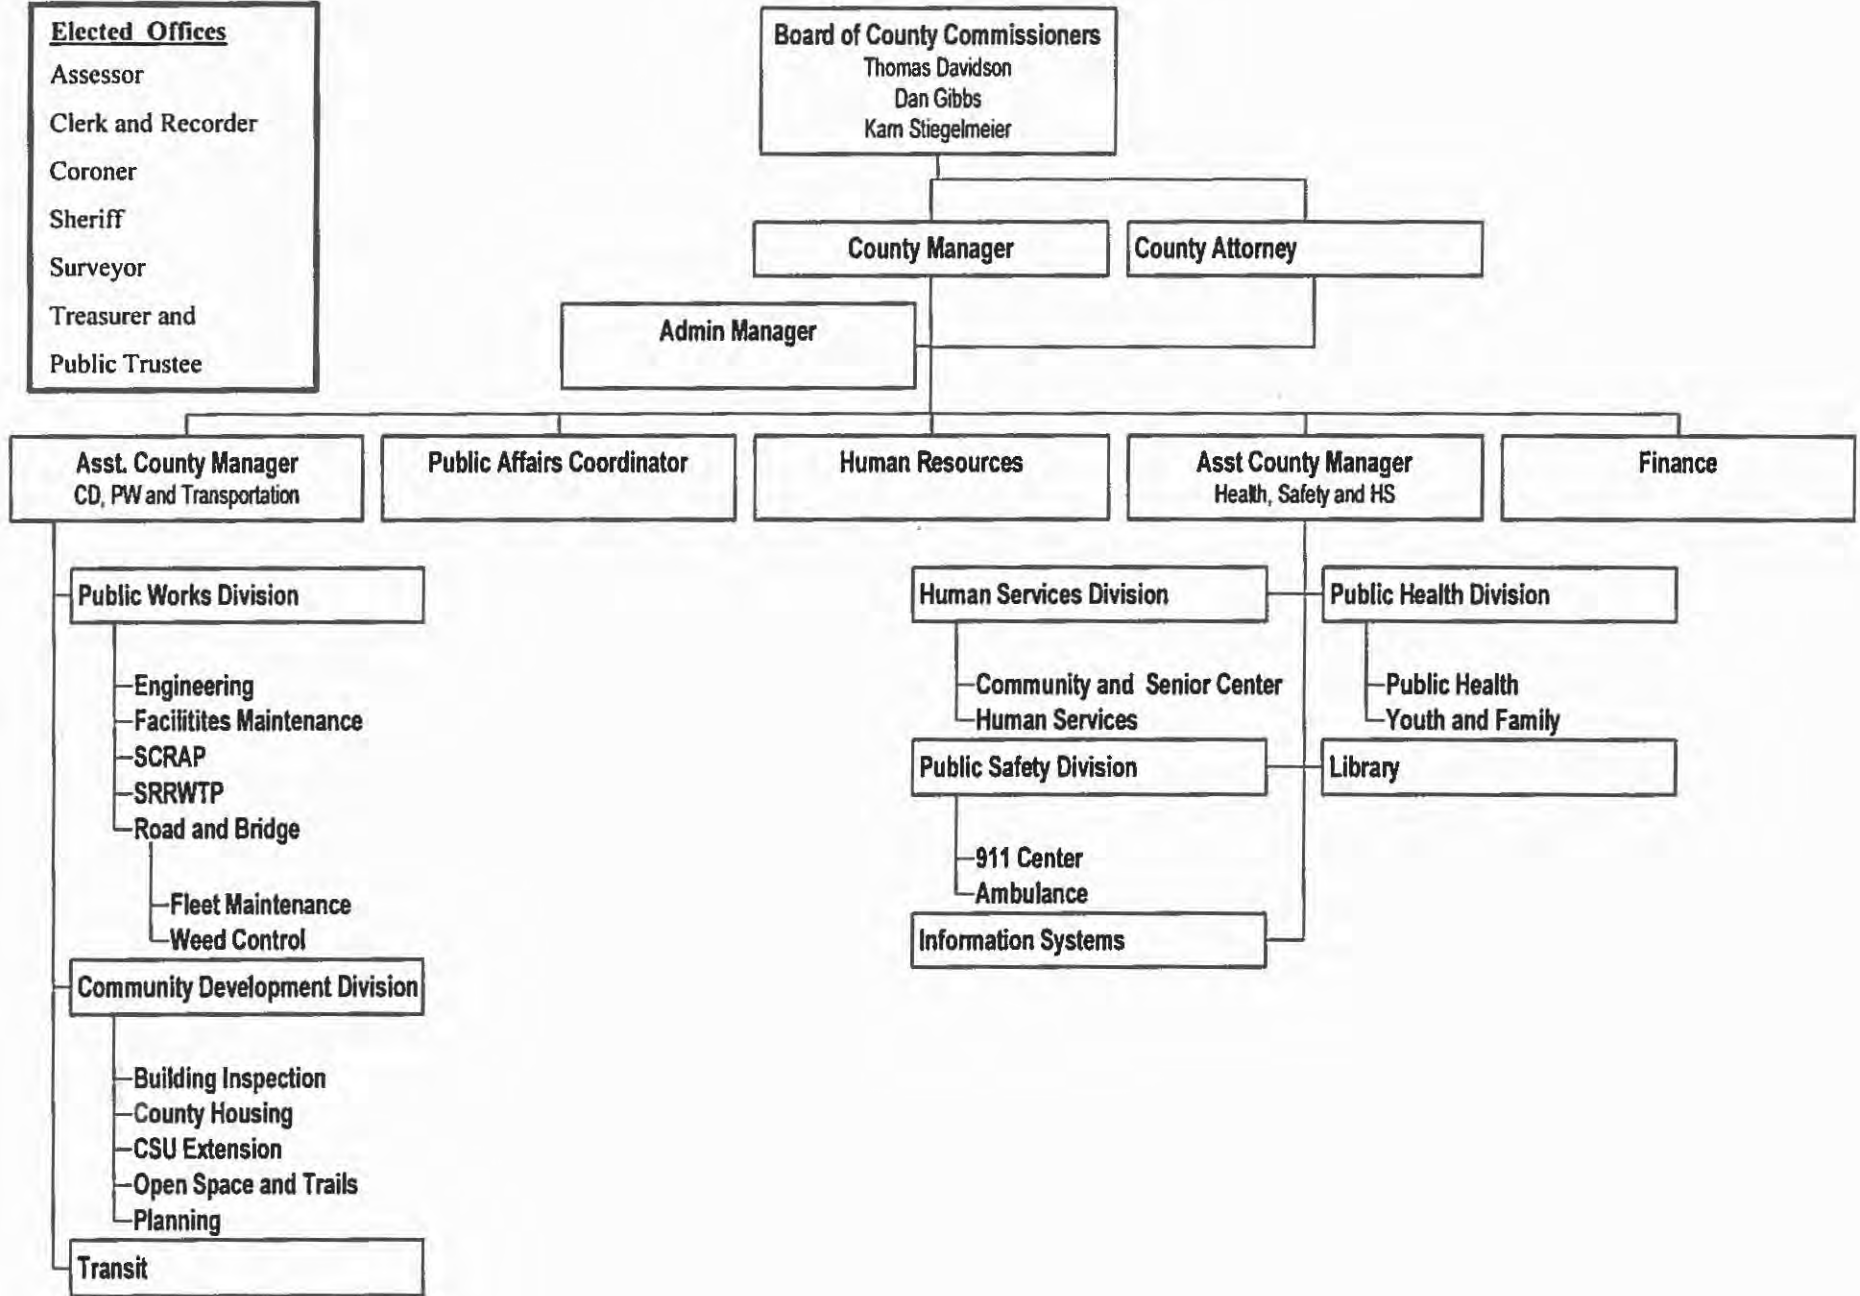 Elected Offices
Assessor
Clerk and Recorder
Coroner
Sheriff
Surveyor
Treasurer and
Public Trustee
Board of County Commissioners
Thomas Davidson
Dan Gibbs
Karn Stiegelmeier
County Manager
County Attorney
Admin Manager
Asst. County Manager
CD, PW and Transportation
Public Affairs Coordinator
Human Resources
Asst County Manager
Health, Safety and HS
Finance
Public Works Division
Engineering
Facilitites Maintenance
SCRAP
SRRWTP
Road and Bridge
Fleet Maintenance
Weed Control
Community Development Division
Building Inspection
County Housing
CSU Extension
Open Space and Trails
Planning
Transit
Human Services Division
Community and Senior Center
Human Services
Public Safety Division
911 Center
Ambulance
Information Systems
Public Health Division
Public Health
Youth and Family
Library